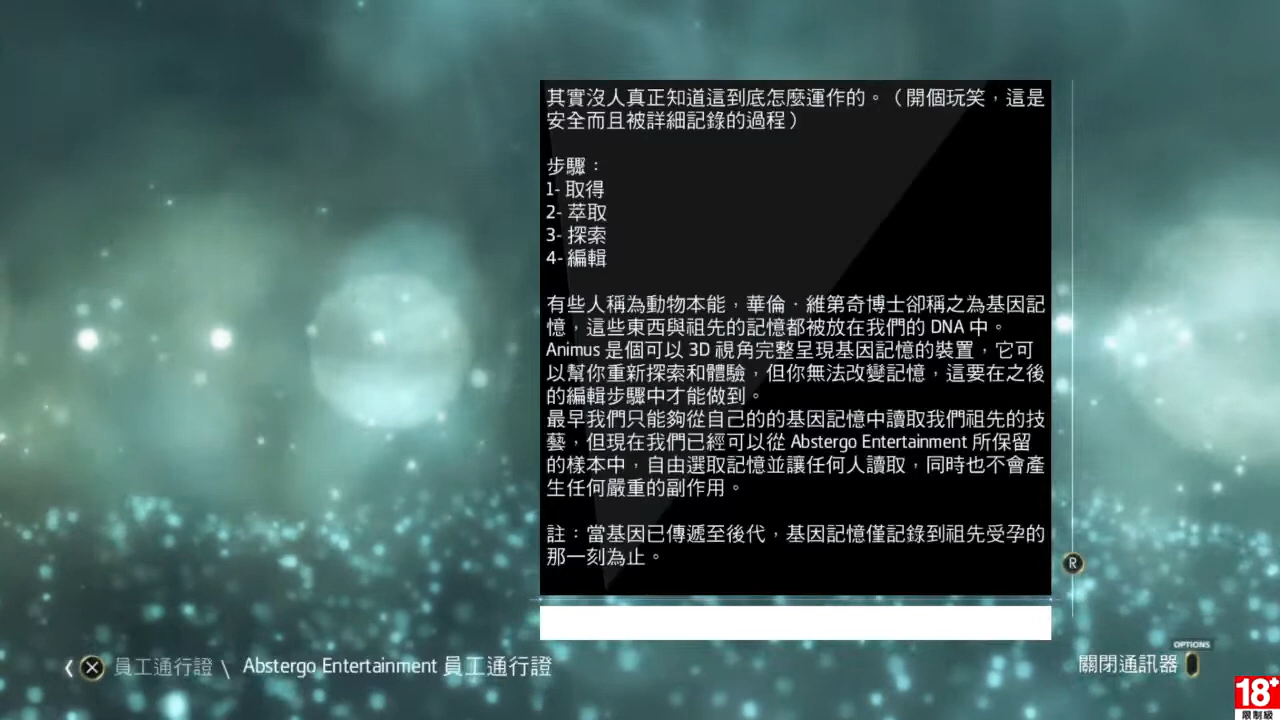 其實沒人真正知道這到底怎麼運作的。（開個玩笑，這是
安全而且被詳細記錄的過程）
步驟：
1- 取得
2- 萃取
3- 探索
4- 編輯
有些人稱為動物本能，華倫．維第奇博士卻稱之為基因記
憶，這些東西與祖先的記憶都被放在我們的 DNA 中。
Animus 是個可以 3D 視角完整呈現基因記憶的裝置，它可
以幫你重新探索和體驗，但你無法改變記憶，這要在之後
的編輯步驟中才能做到。
最早我們只能夠從自己的的基因記憶中讀取我們祖先的技
藝，但現在我們已經可以從 Abstergo Entertainment 所保留
的樣本中，自由選取記憶並讓任何人讀取，同時也不會產
生任何嚴重的副作用。
註：當基因已傳遞至後代，基因記憶僅記錄到祖先受孕的
那一刻為止。
R
OPTIONS
員工通行證 \ Abstergo Entertainment 員工通行證
關閉通訊器
18+
限制級